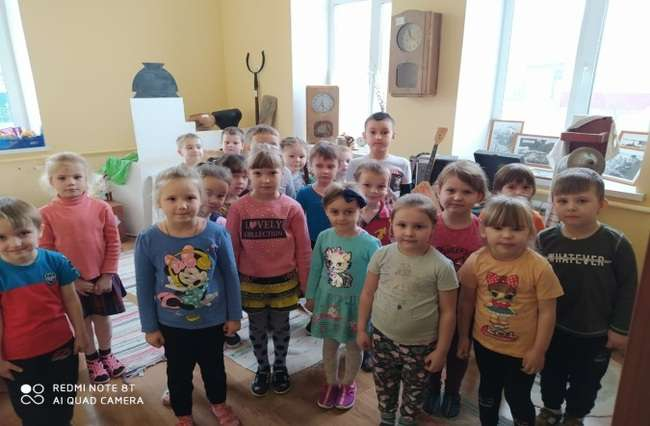 LOVELY
COLLECTION
WHATEVER
REDMI NOTE 8T
AI QUAD CAMERA